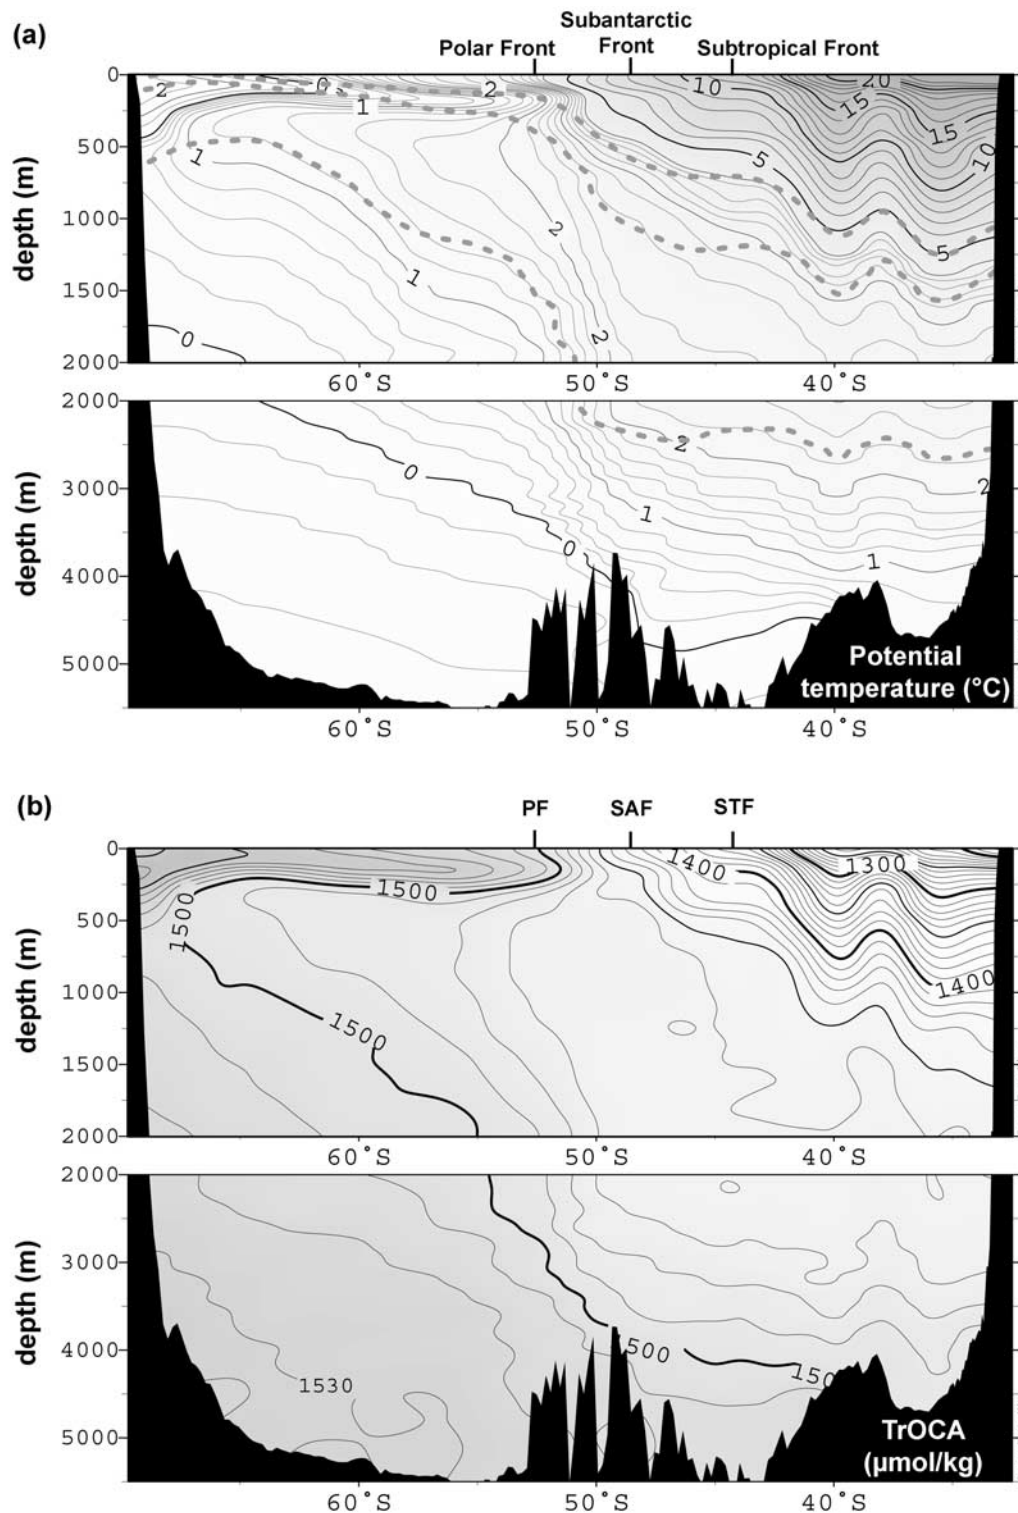 (a)
Polar Front
Subantarctic
Front
Subtropical Front
0
500
1000
1500
2000
depth (m)
2
0
2
1
1
1
0
2
2
5
10
20
15
15
10
5
60°S
50°S
40°S
2000
3000
4000
5000
depth (m)
0
0
2
1
2
1
Potential
temperature (°C)
60°S
50°S
40°S
(b)
PF
SAF
STF
0
500
1000
1500
2000
depth (m)
1500
1500
1500
1400
1300
1400
60°S
50°S
40°S
2000
3000
4000
5000
depth (m)
1530
500
150
TrOCA
(µmol/kg)
60°S
50°S
40°S